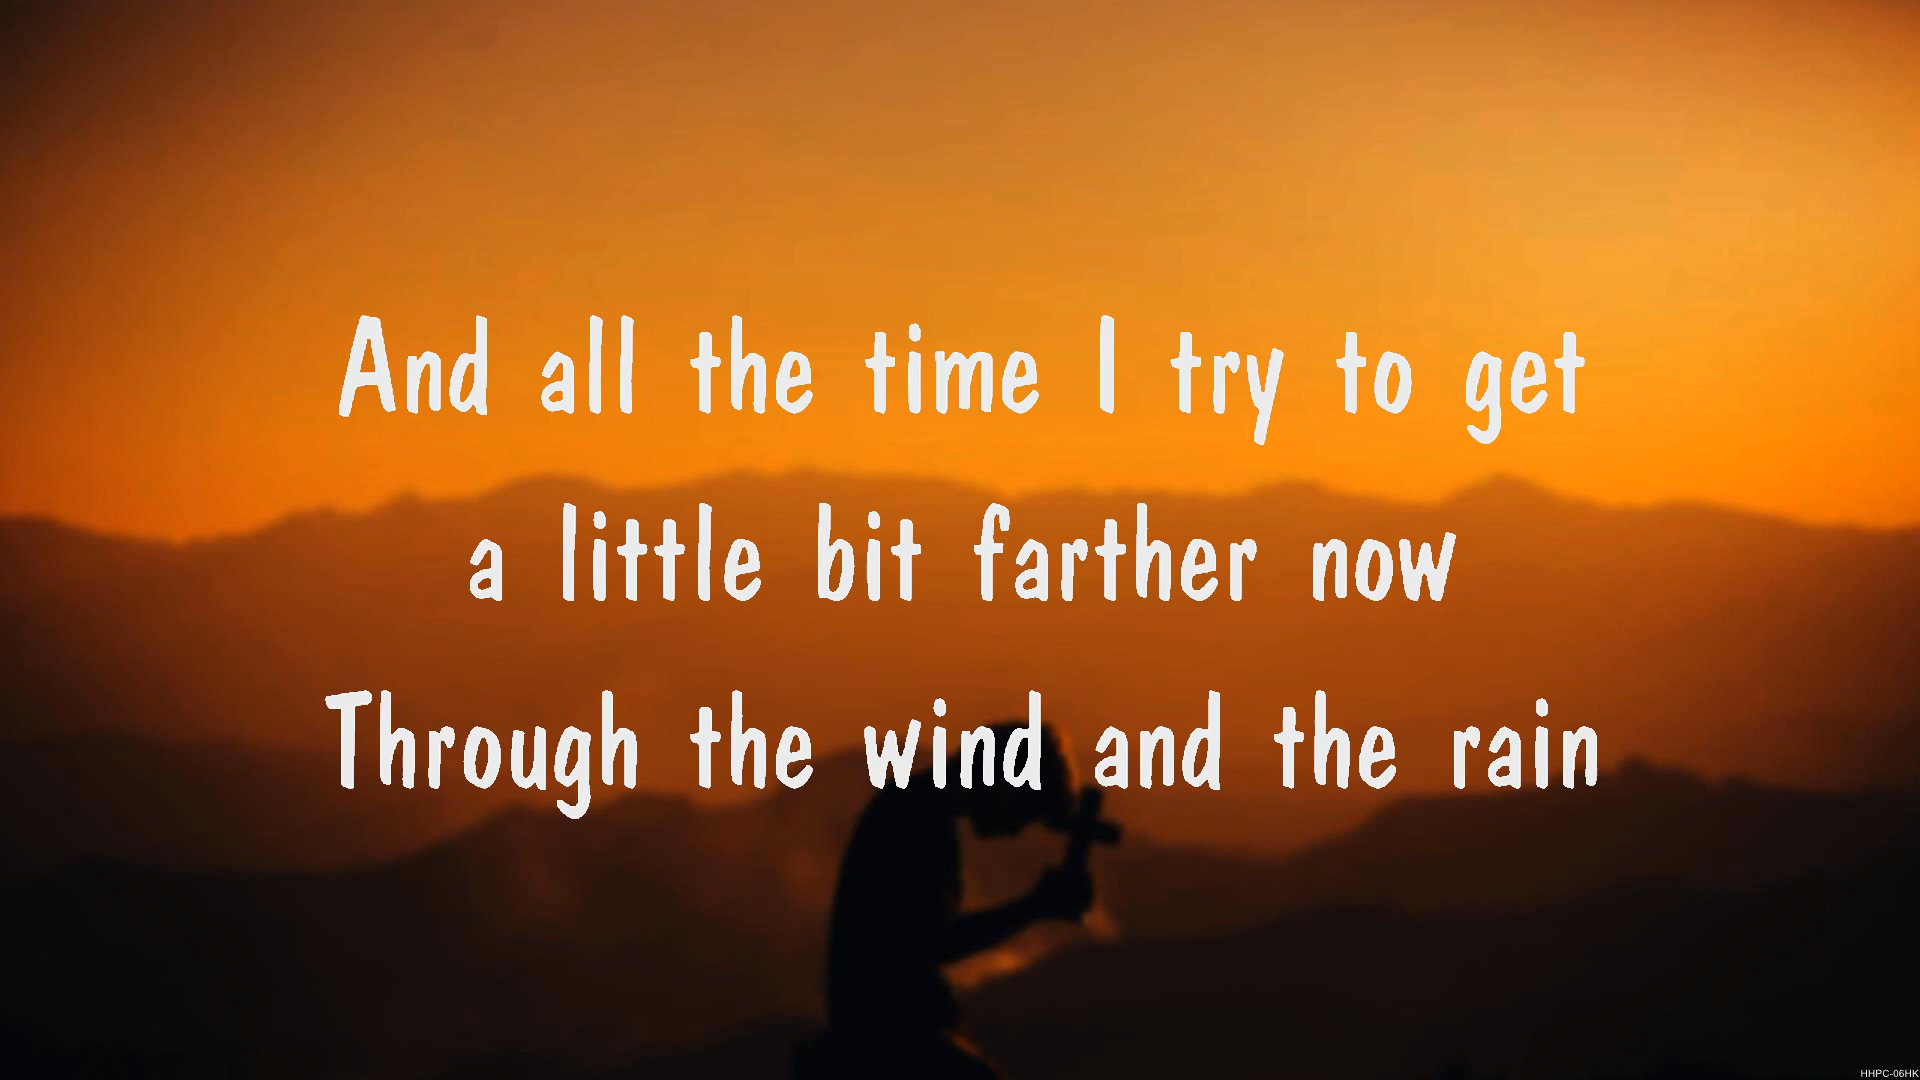 And all the time I try to get
a little bit farther now
Through the wind and the rain
HHPC-06HK